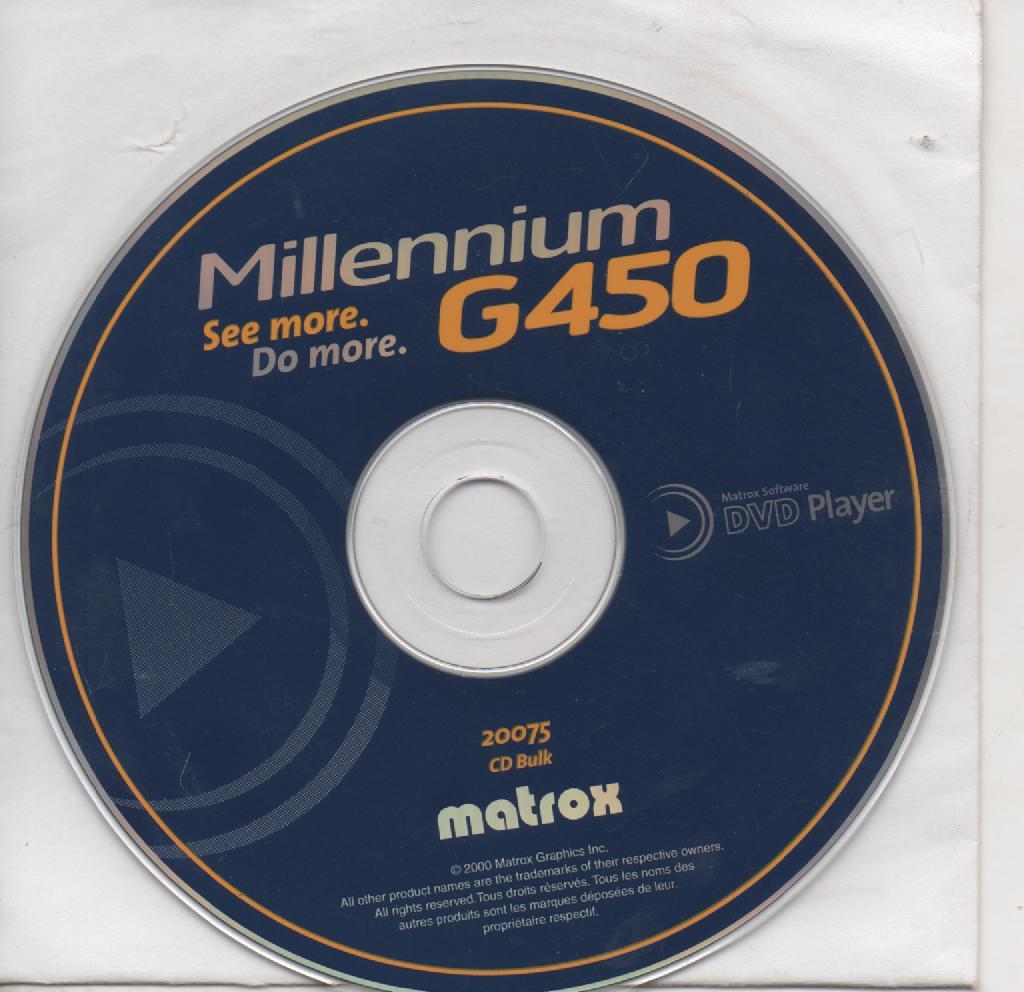 Millennium
G450
See more.
Do more.
Matrox Software
DVD Player
20075
CD Bulk
matrox
© 2000 Matrox Graphics Inc.
All other product names are the trademarks of their respective owners.
All rights reserved.Tous droits réservés. Tous les noms des
autres produits sont les marques déposées de leur
propriétaire respectif.